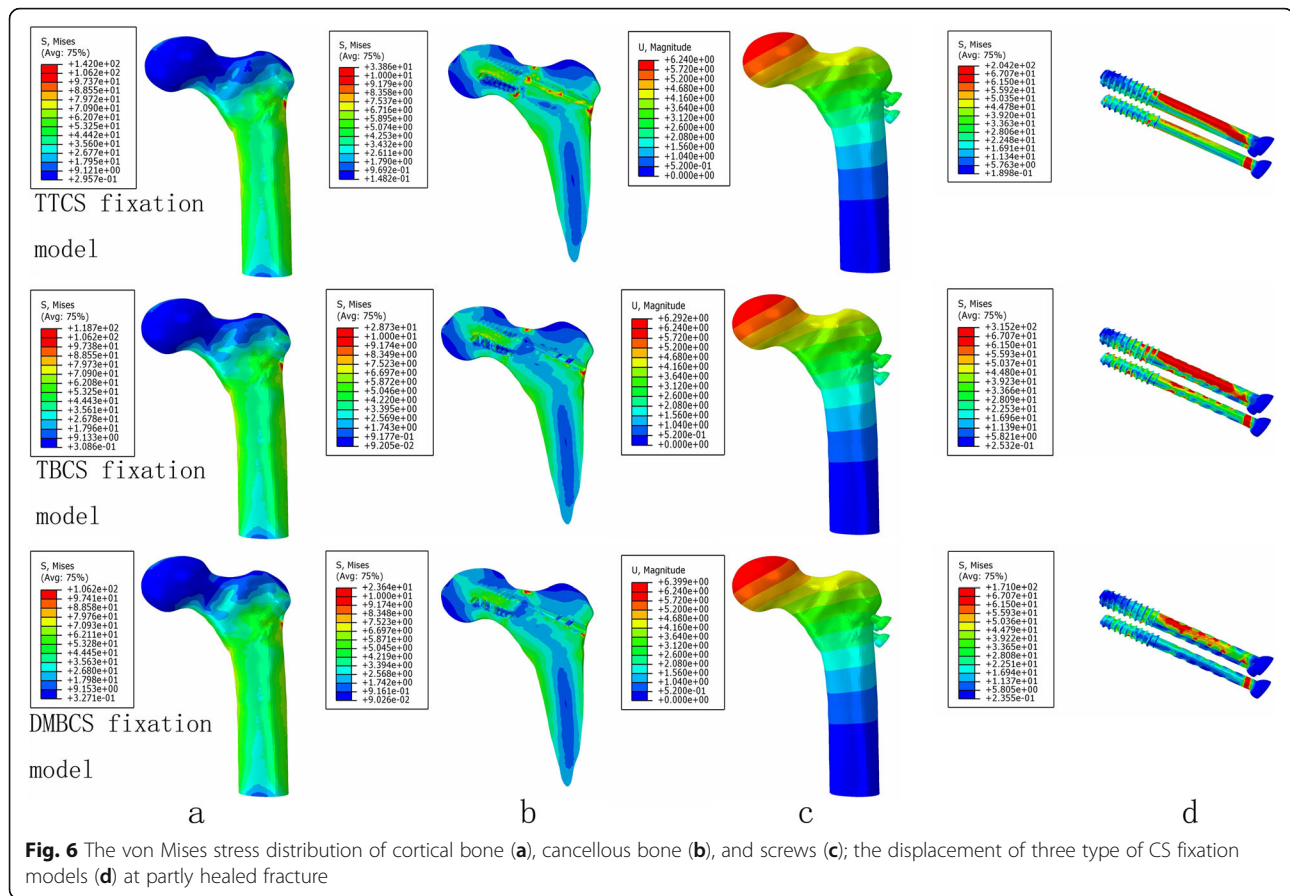 S, Mises
(Avg: 75%)
+1.420e+02
+1.062e+02
+9.737e+01
+8.855e+01
+7.972e+01
+7.090e+01
+6.207e+01
+5.325e+01
+4.442e+01
+3.560e+01
+2.677e+01
+1.795e+01
+9.121e+00
+2.957e-01
S, Mises
(Avg: 75%)
+3.386e+01
+1.000e+01
+9.179e+00
+8.358e+00
+7.537e+00
+6.716e+00
+5.895e+00
+5.074e+00
+4.253e+00
+3.432e+00
+2.611e+00
+1.790e+00
+9.692e-01
+1.482e-01
U, Magnitude
+6.240e+00
+5.720e+00
+5.200e+00
+4.680e+00
+4.160e+00
+3.640e+00
+3.120e+00
+2.600e+00
+2.080e+00
+1.560e+00
+1.040e+00
+5.200e-01
+0.000e+00
S, Mises
(Avg: 75%)
+2.042e+02
+6.707e+01
+6.150e+01
+5.592e+01
+5.035e+01
+4.478e+01
+3.920e+01
+3.363e+01
+2.806e+01
+2.248e+01
+1.691e+01
+1.134e+01
+5.763e+00
+1.898e-01
TTCS fixation
model
S, Mises
(Avg: 75%)
+1.187e+02
+1.062e+02
+9.738e+01
+8.855e+01
+7.973e+01
+7.090e+01
+6.208e+01
+5.325e+01
+4.443e+01
+3.561e+01
+2.678e+01
+1.796e+01
+9.133e+00
+3.086e-01
S, Mises
(Avg: 75%)
+2.873e+01
+1.000e+01
+9.174e+00
+8.349e+00
+7.523e+00
+6.697e+00
+5.872e+00
+5.046e+00
+4.220e+00
+3.395e+00
+2.569e+00
+1.743e+00
+9.177e-01
+9.205e-02
U, Magnitude
+6.292e+00
+6.240e+00
+5.720e+00
+5.200e+00
+4.680e+00
+4.160e+00
+3.640e+00
+3.120e+00
+2.600e+00
+2.080e+00
+1.560e+00
+1.040e+00
+5.200e-01
+0.000e+00
S, Mises
(Avg: 75%)
+3.152e+02
+6.707e+01
+6.150e+01
+5.593e+01
+5.037e+01
+4.480e+01
+3.923e+01
+3.366e+01
+2.809e+01
+2.253e+01
+1.696e+01
+1.139e+01
+5.821e+00
+2.532e-01
TBCS fixation
model
S, Mises
(Avg: 75%)
+1.062e+02
+9.741e+01
+8.858e+01
+7.976e+01
+7.093e+01
+6.211e+01
+5.328e+01
+4.445e+01
+3.563e+01
+2.680e+01
+1.798e+01
+9.153e+00
+3.271e-01
S, Mises
(Avg: 75%)
+2.364e+01
+1.000e+01
+9.174e+00
+8.348e+00
+7.523e+00
+6.697e+00
+5.871e+00
+5.045e+00
+4.219e+00
+3.394e+00
+2.568e+00
+1.742e+00
+9.161e-01
+9.026e-02
U, Magnitude
+6.399e+00
+6.240e+00
+5.720e+00
+5.200e+00
+4.680e+00
+4.160e+00
+3.640e+00
+3.120e+00
+2.600e+00
+2.080e+00
+1.560e+00
+1.040e+00
+5.200e-01
+0.000e+00
S, Mises
(Avg: 75%)
+1.710e+02
+6.707e+01
+6.150e+01
+5.593e+01
+5.036e+01
+4.479e+01
+3.922e+01
+3.365e+01
+2.808e+01
+2.251e+01
+1.694e+01
+1.137e+01
+5.805e+00
+2.355e-01
DMBCS fixation
model
a b c d
Fig. 6 The von Mises stress distribution of cortical bone (a), cancellous bone (b), and screws (c); the displacement of three type of CS fixation
models (d) at partly healed fracture